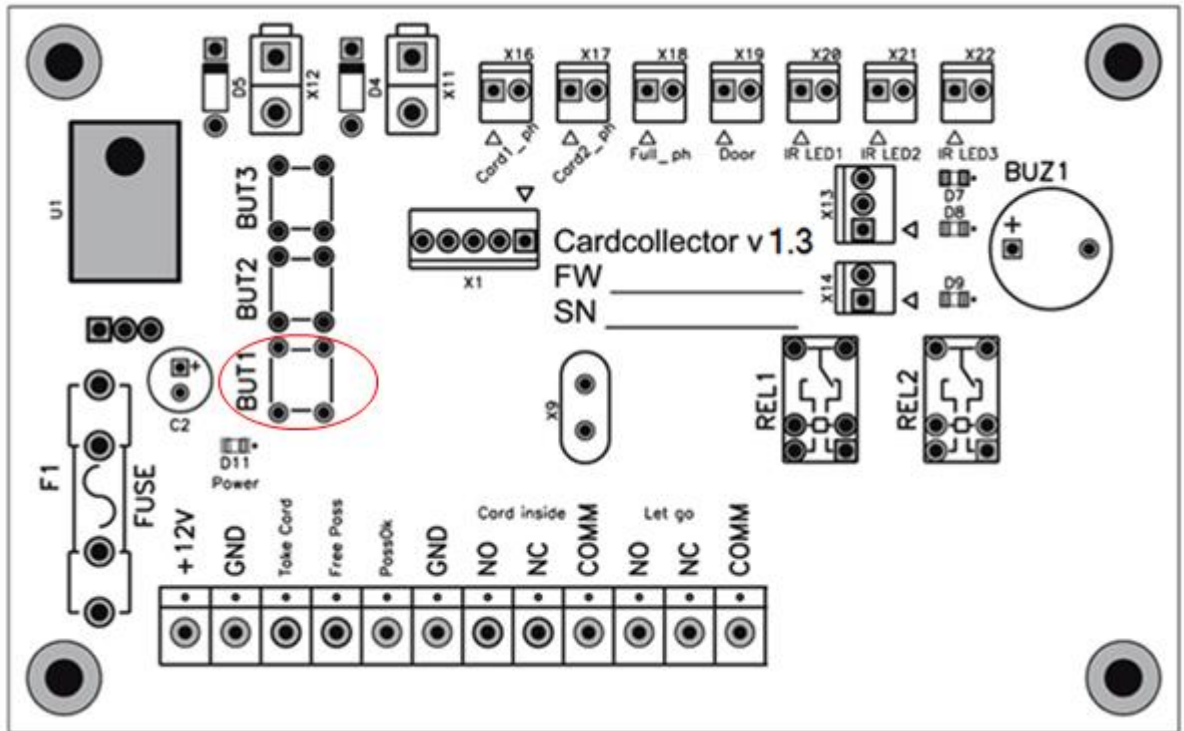 D5
X12
D4
X11
X16
X17
X18
X19
X20
X21
X22
Card1_ph
Card2_ph
Full_ph
Door
IR LED1
IR LED2
IR LED3
U1
BUT3
BUT2
BUT1
X1
Cardcollector v 1.3
FW
SN
X13
X14
D7
D8
D9
BUZ1
+
+
C2
X9
REL1
REL2
D11
Power
F1
FUSE
Card inside
Let go
+12V
GND
Take Card
Free Pass
PassOk
GND
NO
NC
COMM
NO
NC
COMM